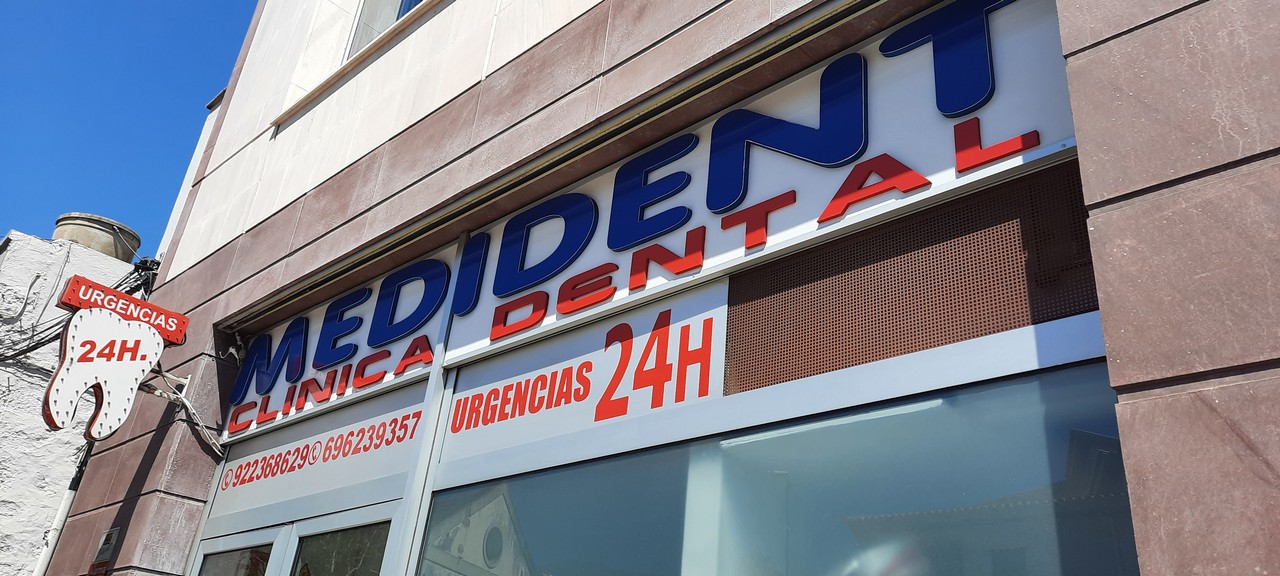 URGENCIAS
24H.
MEDIDENT
CLINICA DENTAL
922368629 696239357
URGENCIAS 24H